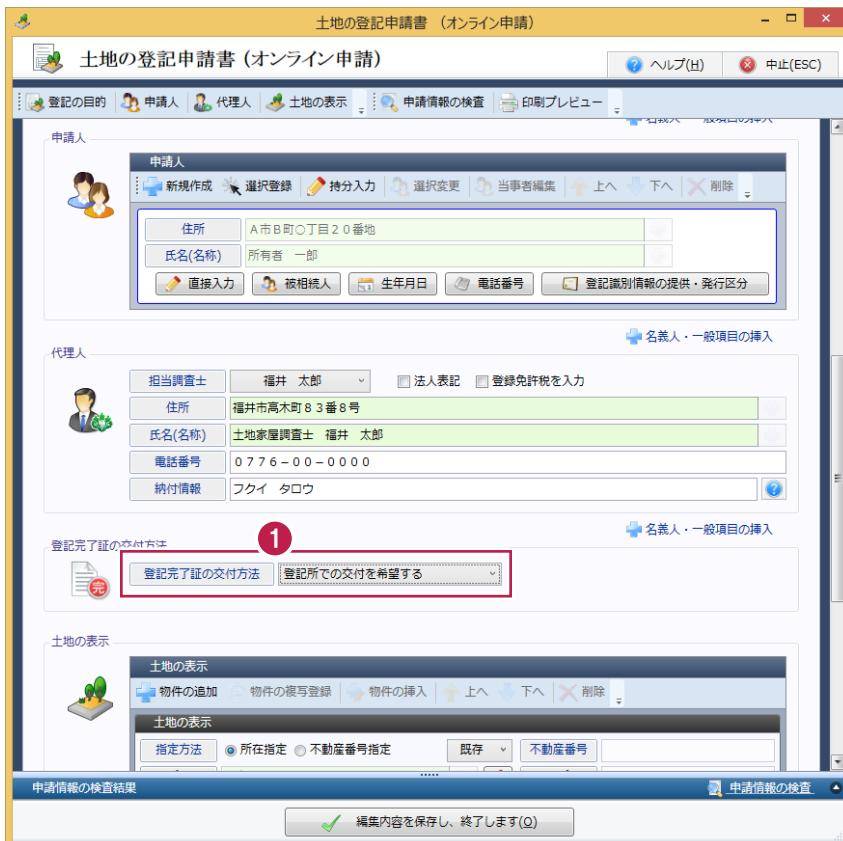 土地の登記申請書 （オンライン申請）
土地の登記申請書 (オンライン申請)
ヘルプ(H) 中止(ESC)
登記の目的 申請人 代理人 土地の表示 申請情報の検査 印刷プレビュー
申請人
申請人
新規作成 選択登録 持分入力 選択変更 当事者編集 上へ 下へ 削除
住所 A市B町○丁目20番地
氏名(名称) 所有者 一郎
直接入力 被相続人 生年月日 電話番号 登記識別情報の提供・発行区分
名義人・一般項目の挿入
代理人
担当調査士 福井 太郎 法人表記 登録免許税を入力
住所 福井市高木町83番8号
氏名(名称) 土地家屋調査士 福井 太郎
電話番号 0776-00-0000
納付情報 フクイ タロウ
名義人・一般項目の挿入
登記完了証の交付方法
1
登記完了証の交付方法 登記所での交付を希望する
完
土地の表示
土地の表示
物件の追加 物件の複写登録 物件の挿入 上へ 下へ 削除
土地の表示
指定方法 所在指定 不動産番号指定 既存 不動産番号
申請情報の検査結果 申請情報の検査
編集内容を保存し、終了します(O)